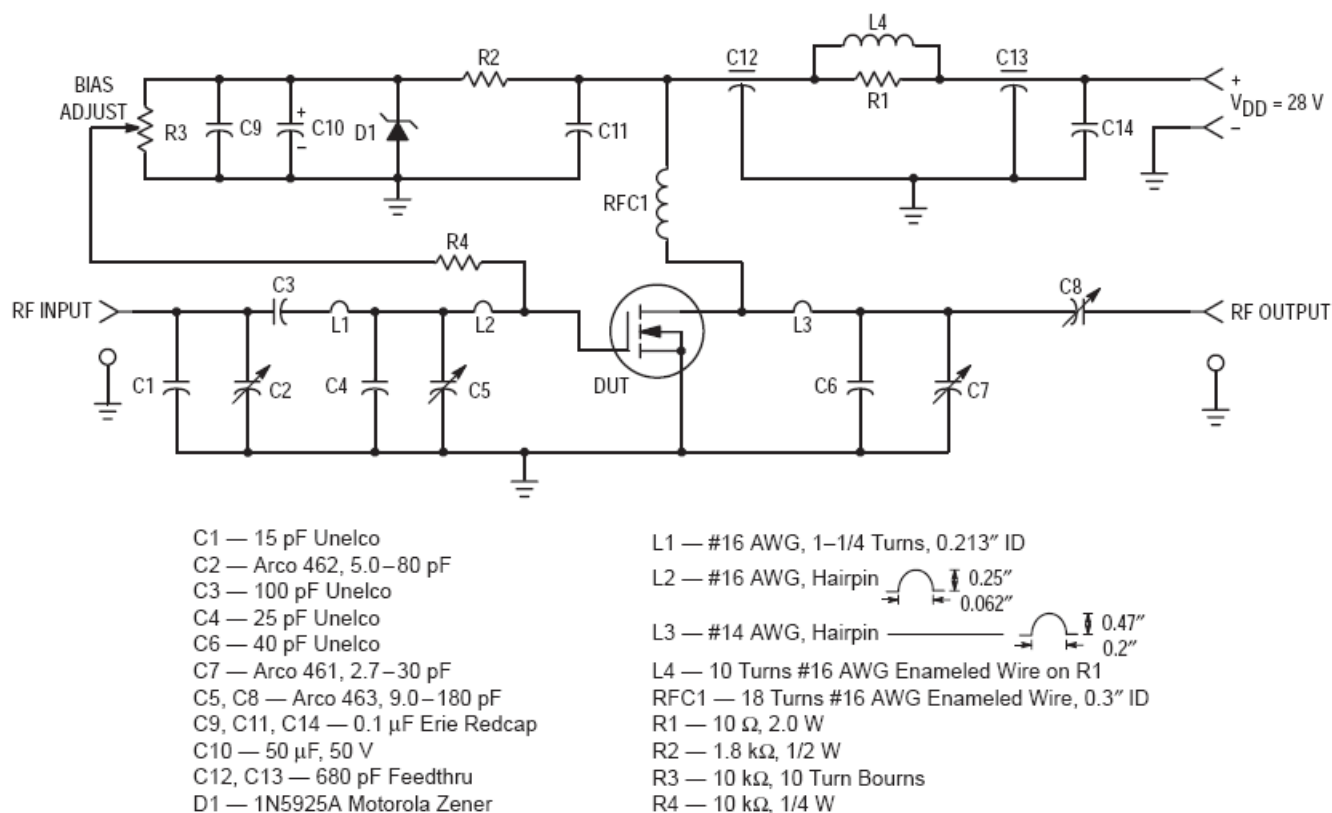 L4
R2
C12
C13
BIAS
ADJUST
R3
C9
+
C10
–
D1
C11
R1
C14
+
V_DD = 28 V
–
RFC1
R4
C3
C8
RF INPUT
L1
L2
L3
RF OUTPUT
C1
C2
C4
C5
DUT
C6
C7
C1 — 15 pF Unelco
C2 — Arco 462, 5.0–80 pF
C3 — 100 pF Unelco
C4 — 25 pF Unelco
C6 — 40 pF Unelco
C7 — Arco 461, 2.7–30 pF
C5, C8 — Arco 463, 9.0–180 pF
C9, C11, C14 — 0.1 μF Erie Redcap
C10 — 50 μF, 50 V
C12, C13 — 680 pF Feedthru
D1 — 1N5925A Motorola Zener
L1 — #16 AWG, 1–1/4 Turns, 0.213″ ID
L2 — #16 AWG, Hairpin
0.25″
0.062″
L3 — #14 AWG, Hairpin
0.47″
0.2″
L4 — 10 Turns #16 AWG Enameled Wire on R1
RFC1 — 18 Turns #16 AWG Enameled Wire, 0.3″ ID
R1 — 10 Ω, 2.0 W
R2 — 1.8 kΩ, 1/2 W
R3 — 10 kΩ, 10 Turn Bourns
R4 — 10 kΩ, 1/4 W